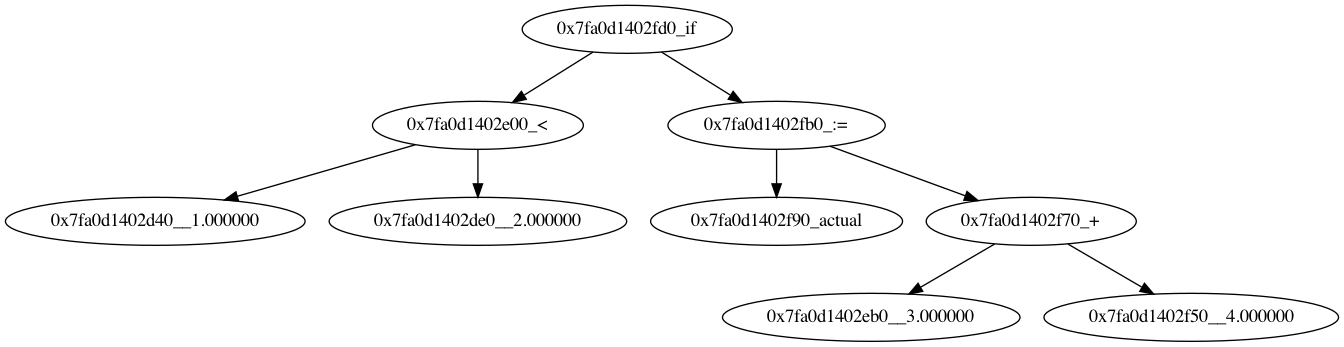 0x7fa0d1402fd0_if
0x7fa0d1402e00_<
0x7fa0d1402fb0_:=
0x7fa0d1402d40__1.000000
0x7fa0d1402de0__2.000000
0x7fa0d1402f90_actual
0x7fa0d1402f70_+
0x7fa0d1402eb0__3.000000
0x7fa0d1402f50__4.000000